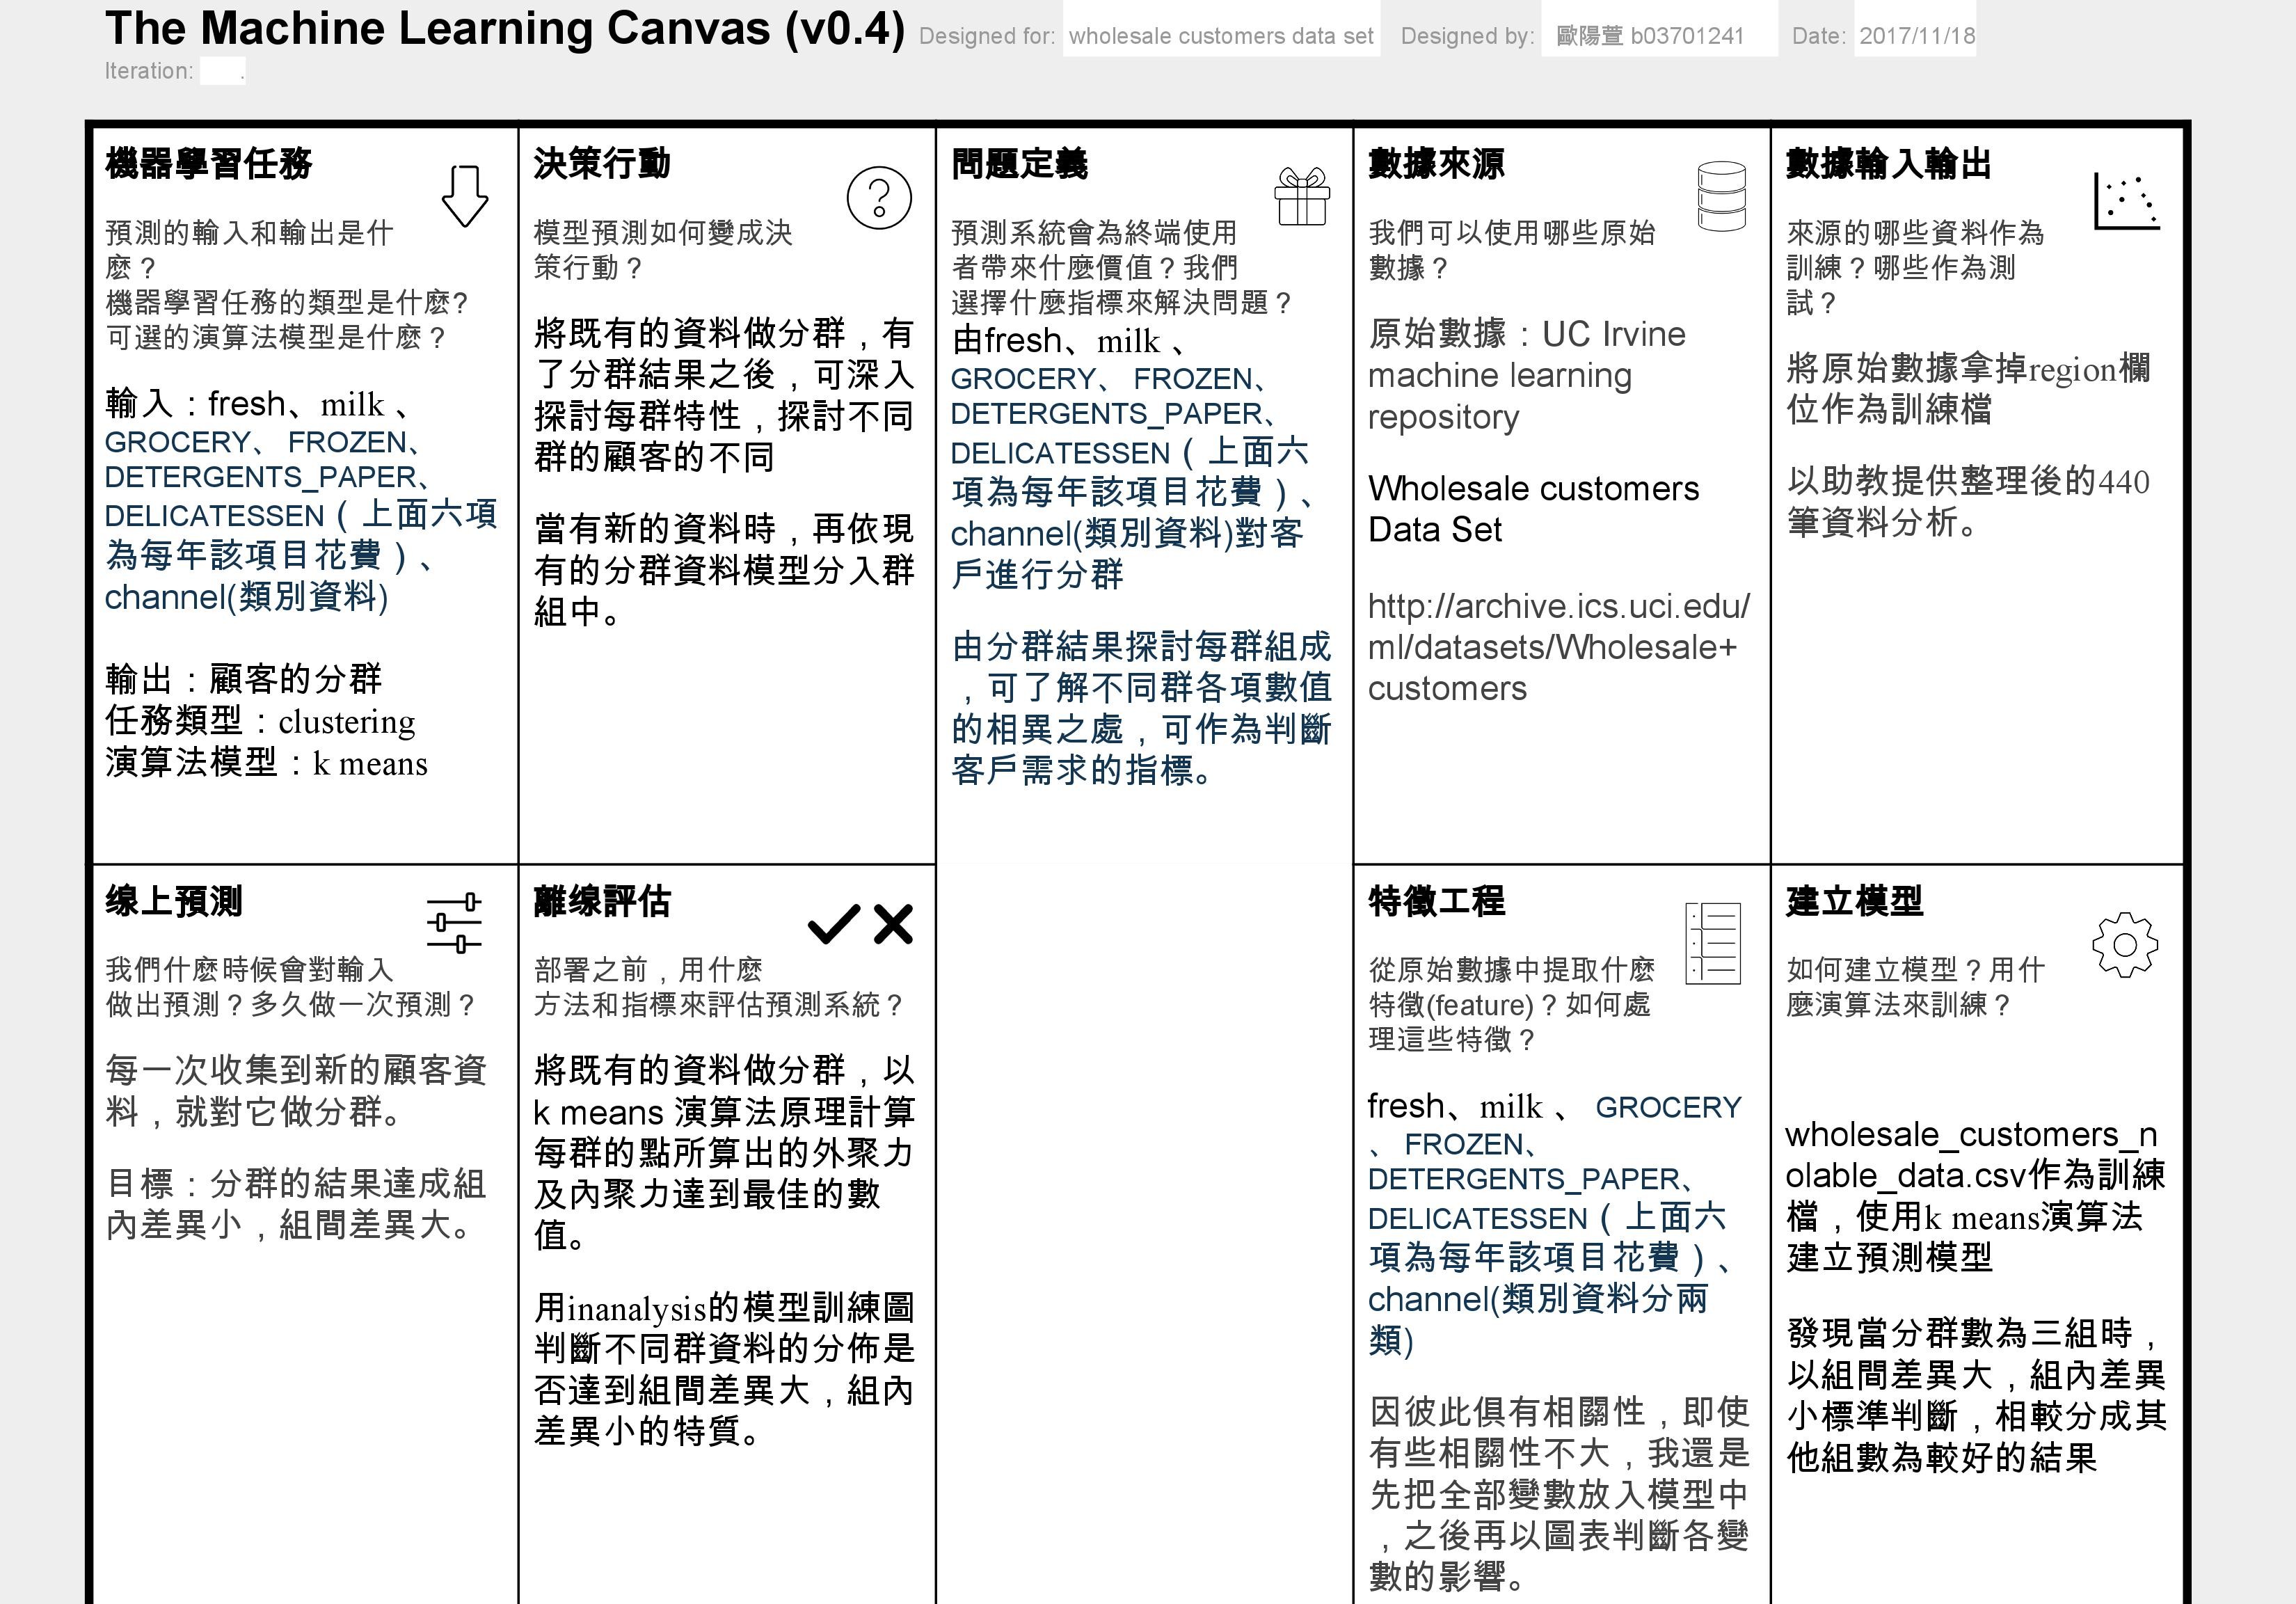 The Machine Learning Canvas (v0.4) Designed for: wholesale customers data set Designed by: 歐陽萱 b03701241 Date: 2017/11/18
Iteration: .
機器學習任務
預測的輸入和輸出是什
麼？
機器學習任務的類型是什麼?
可選的演算法模型是什麼？
輸入：fresh、milk 、
GROCERY、 FROZEN、
DETERGENTS_PAPER、
DELICATESSEN（上面六項
為每年該項目花費）、
channel(類別資料)
輸出：顧客的分群
任務類型：clustering
演算法模型：k means
決策行動
模型預測如何變成決
策行動？
將既有的資料做分群，有
了分群結果之後，可深入
探討每群特性，探討不同
群的顧客的不同
當有新的資料時，再依現
有的分群資料模型分入群
組中。
問題定義
預測系統會為終端使用
者帶來什麼價值？我們
選擇什麼指標來解決問題？
由fresh、milk 、
GROCERY、 FROZEN、
DETERGENTS_PAPER、
DELICATESSEN（上面六
項為每年該項目花費）、
channel(類別資料)對客
戶進行分群
由分群結果探討每群組成
，可了解不同群各項數值
的相異之處，可作為判斷
客戶需求的指標。
數據來源
我們可以使用哪些原始
數據？
原始數據：UC Irvine
machine learning
repository
Wholesale customers
Data Set
http://archive.ics.uci.edu/
ml/datasets/Wholesale+
customers
數據輸入輸出
來源的哪些資料作為
訓練？哪些作為測
試？
將原始數據拿掉region欄
位作為訓練檔
以助教提供整理後的440
筆資料分析。
线上預測
我們什麼時候會對輸入
做出預測？多久做一次預測？
每一次收集到新的顧客資
料，就對它做分群。
目標：分群的結果達成組
內差異小，組間差異大。
離线評估
部署之前，用什麼
方法和指標來評估預測系統？
將既有的資料做分群，以
k means 演算法原理計算
每群的點所算出的外聚力
及內聚力達到最佳的數
值。
用inanalysis的模型訓練圖
判斷不同群資料的分佈是
否達到組間差異大，組內
差異小的特質。
特徵工程
從原始數據中提取什麼
特徵(feature)？如何處
理這些特徵？
fresh、milk 、 GROCERY
、 FROZEN、
DETERGENTS_PAPER、
DELICATESSEN（上面六
項為每年該項目花費）、
channel(類別資料分兩
類)
因彼此俱有相關性，即使
有些相關性不大，我還是
先把全部變數放入模型中
，之後再以圖表判斷各變
數的影響。
建立模型
如何建立模型？用什
麼演算法來訓練？
wholesale_customers_n
olable_data.csv作為訓練
檔，使用k means演算法
建立預測模型
發現當分群數為三組時，
以組間差異大，組內差異
小標準判斷，相較分成其
他組數為較好的結果